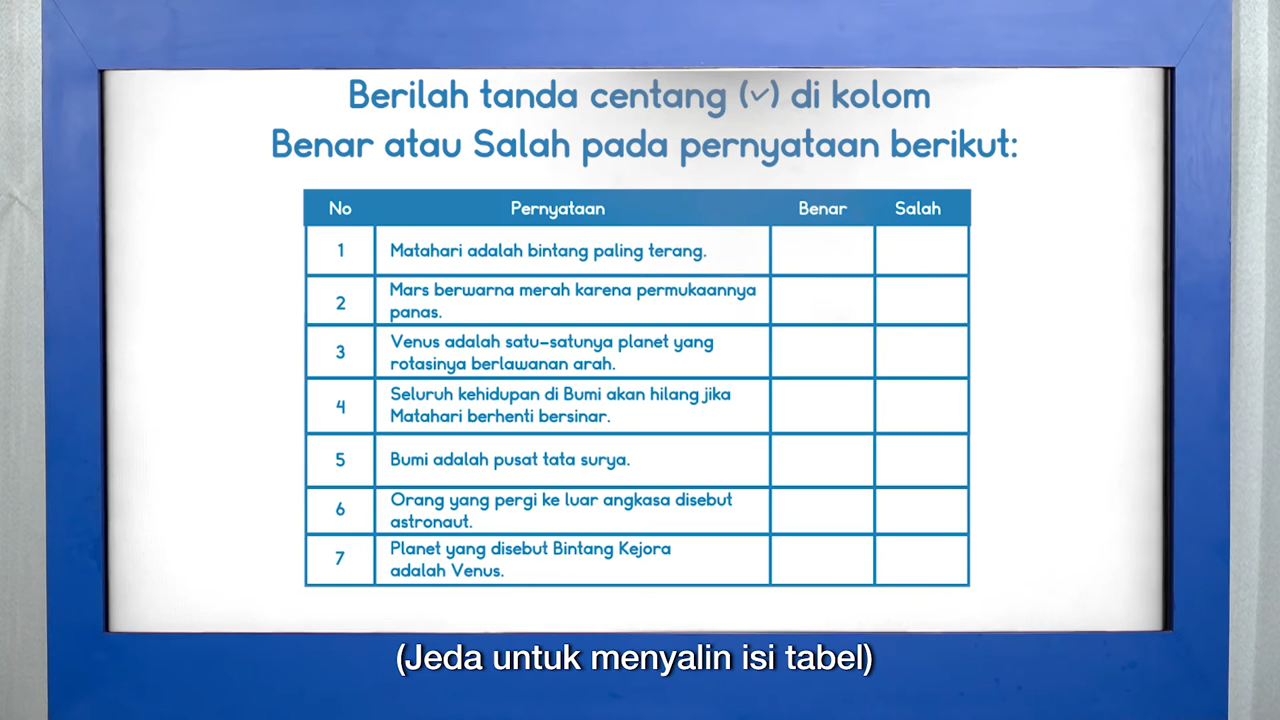 Berilah tanda centang (✓) di kolom
Benar atau Salah pada pernyataan berikut:
No Pernyataan Benar Salah
1 Matahari adalah bintang paling terang.
2 Mars berwarna merah karena permukaannya
panas.
3 Venus adalah satu-satunya planet yang
rotasinya berlawanan arah.
4 Seluruh kehidupan di Bumi akan hilang jika
Matahari berhenti bersinar.
5 Bumi adalah pusat tata surya.
6 Orang yang pergi ke luar angkasa disebut
astronaut.
7 Planet yang disebut Bintang Kejora
adalah Venus.
(Jeda untuk menyalin isi tabel)